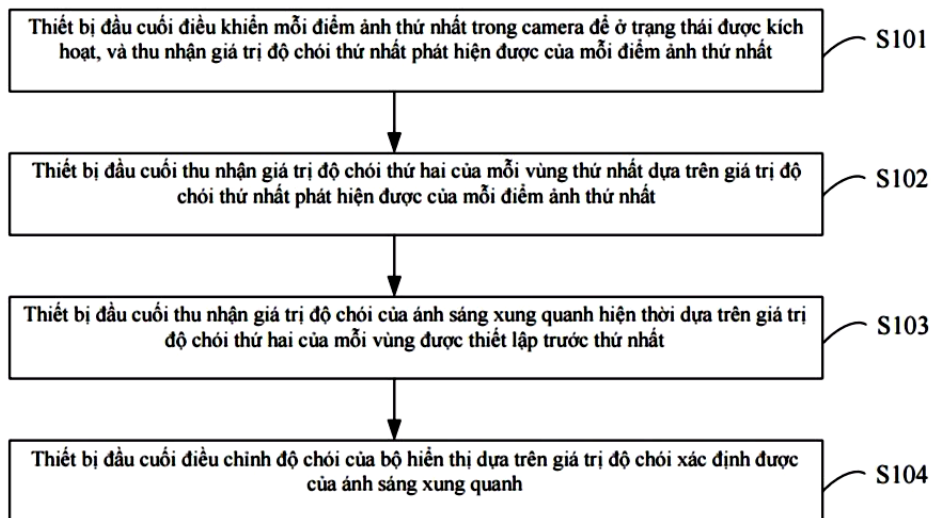 Thiết bị đầu cuối điều khiển mỗi điểm ảnh thứ nhất trong camera để ở trạng thái được kích
hoạt, và thu nhận giá trị độ chói thứ nhất phát hiện được của mỗi điểm ảnh thứ nhất
S101
Thiết bị đầu cuối thu nhận giá trị độ chói thứ hai của mỗi vùng thứ nhất dựa trên giá trị độ
chói thứ nhất phát hiện được của mỗi điểm ảnh thứ nhất
S102
Thiết bị đầu cuối thu nhận giá trị độ chói của ánh sáng xung quanh hiện thời dựa trên giá trị
độ chói thứ hai của mỗi vùng được thiết lập trước thứ nhất
S103
Thiết bị đầu cuối điều chỉnh độ chói của bộ hiển thị dựa trên giá trị độ chói xác định được
của ánh sáng xung quanh
S104